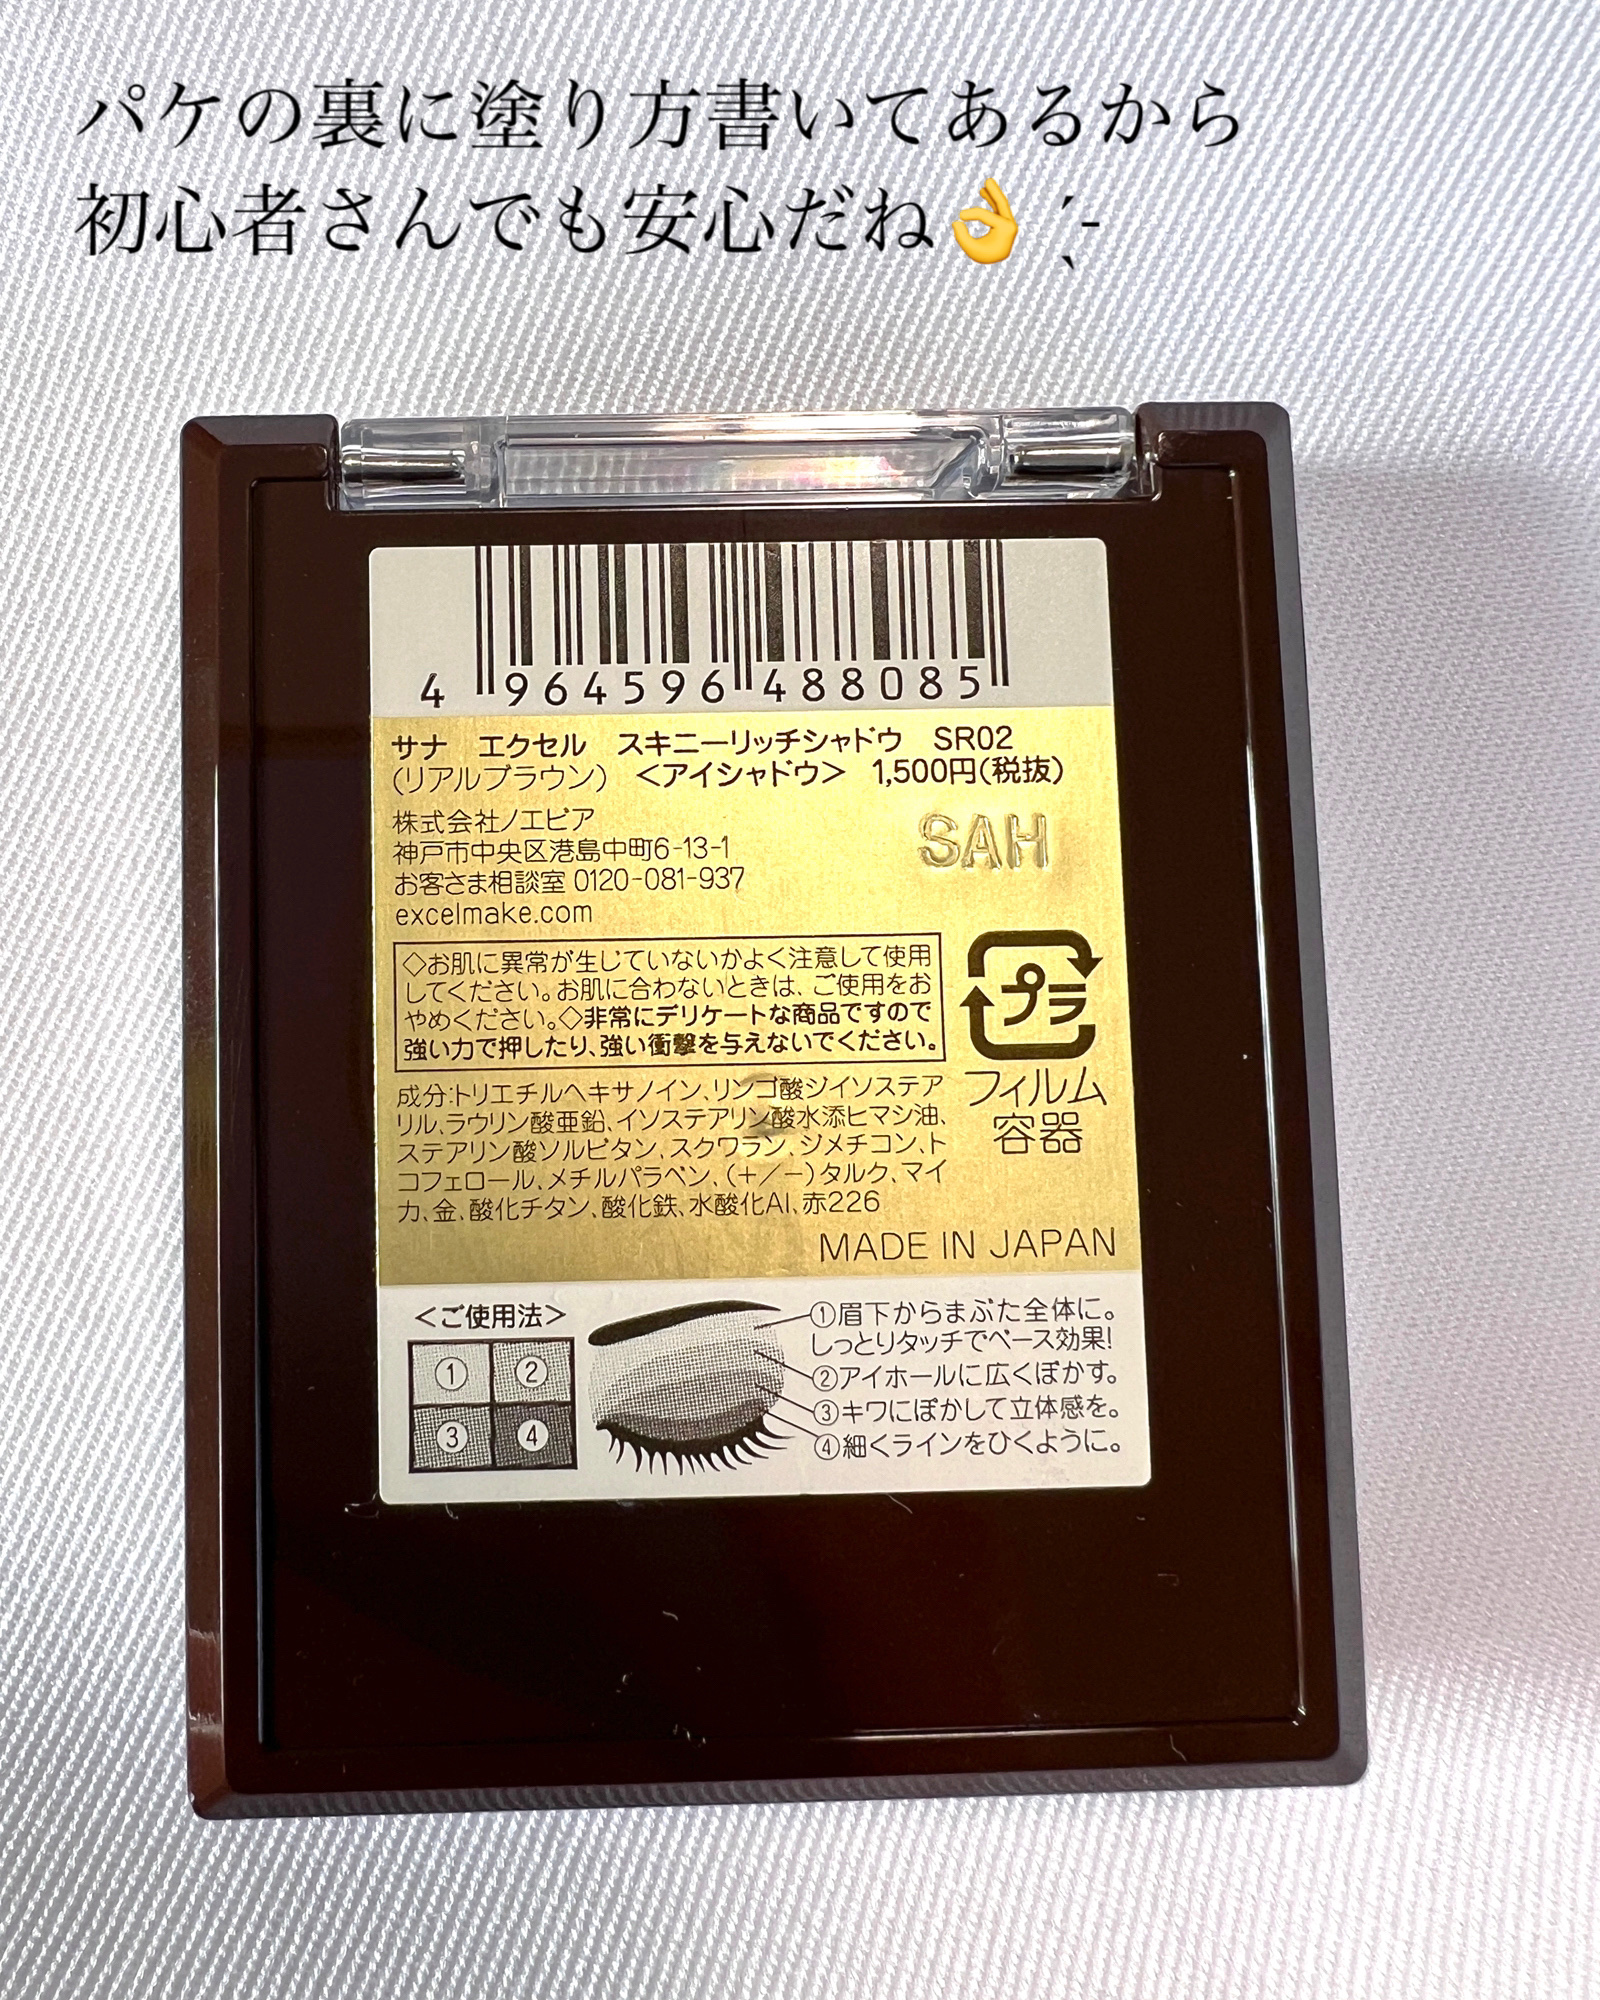 パケの裏に塗り方書いてあるから
初心者さんでも安心だね👌 ̖́-
4 964596 488085
サナ エクセル スキニーリッチシャドウ SR02
(リアルブラウン) <アイシャドウ> 1,500円(税抜)
株式会社ノエビア
神戸市中央区港島中町6-13-1
お客さま相談室 0120-081-937
excelmake.com
SAH
◇お肌に異常が生じていないかよく注意して使用
してください。お肌に合わないときは、ご使用をお
やめください。◇非常にデリケートな商品ですので
強い力で押したり、強い衝撃を与えないでください。
プラ
フィルム
容器
成分:トリエチルヘキサノイン、リンゴ酸ジイソステア
リル、ラウリン酸亜鉛、イソステアリン酸水添ヒマシ油、
ステアリン酸ソルビタン、スクワラン、ジメチコン、ト
コフェロール、メチルパラベン、(+/-)タルク、マイ
カ、金、酸化チタン、酸化鉄、水酸化Al、赤226
MADE IN JAPAN
<ご使用法>
① ②
③ ④
①眉下からまぶた全体に。
しっとりタッチでベース効果!
②アイホールに広くぼかす。
③キワにぼかして立体感を。
④細くラインをひくように。